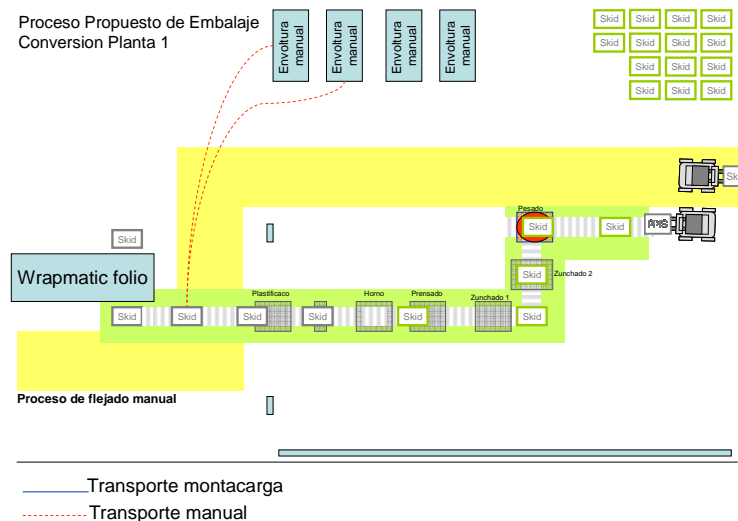 Proceso Propuesto de Embalaje
Conversion Planta 1
Envoltura
manual
Envoltura
manual
Envoltura
manual
Envoltura
manual
Skid Skid Skid Skid
Skid Skid Skid Skid
Skid Skid Skid
Skid Skid Skid
Pesado
Skid
Skid
Skid
Skid
Wrapmatic folio
Skid
Zunchado 2
Plastificaco
Horno
Prensado
Zunchado 1
Skid
Skid
Skid
Skid
Skid
Skid
Proceso de flejado manual
Transporte montacarga
Transporte manual